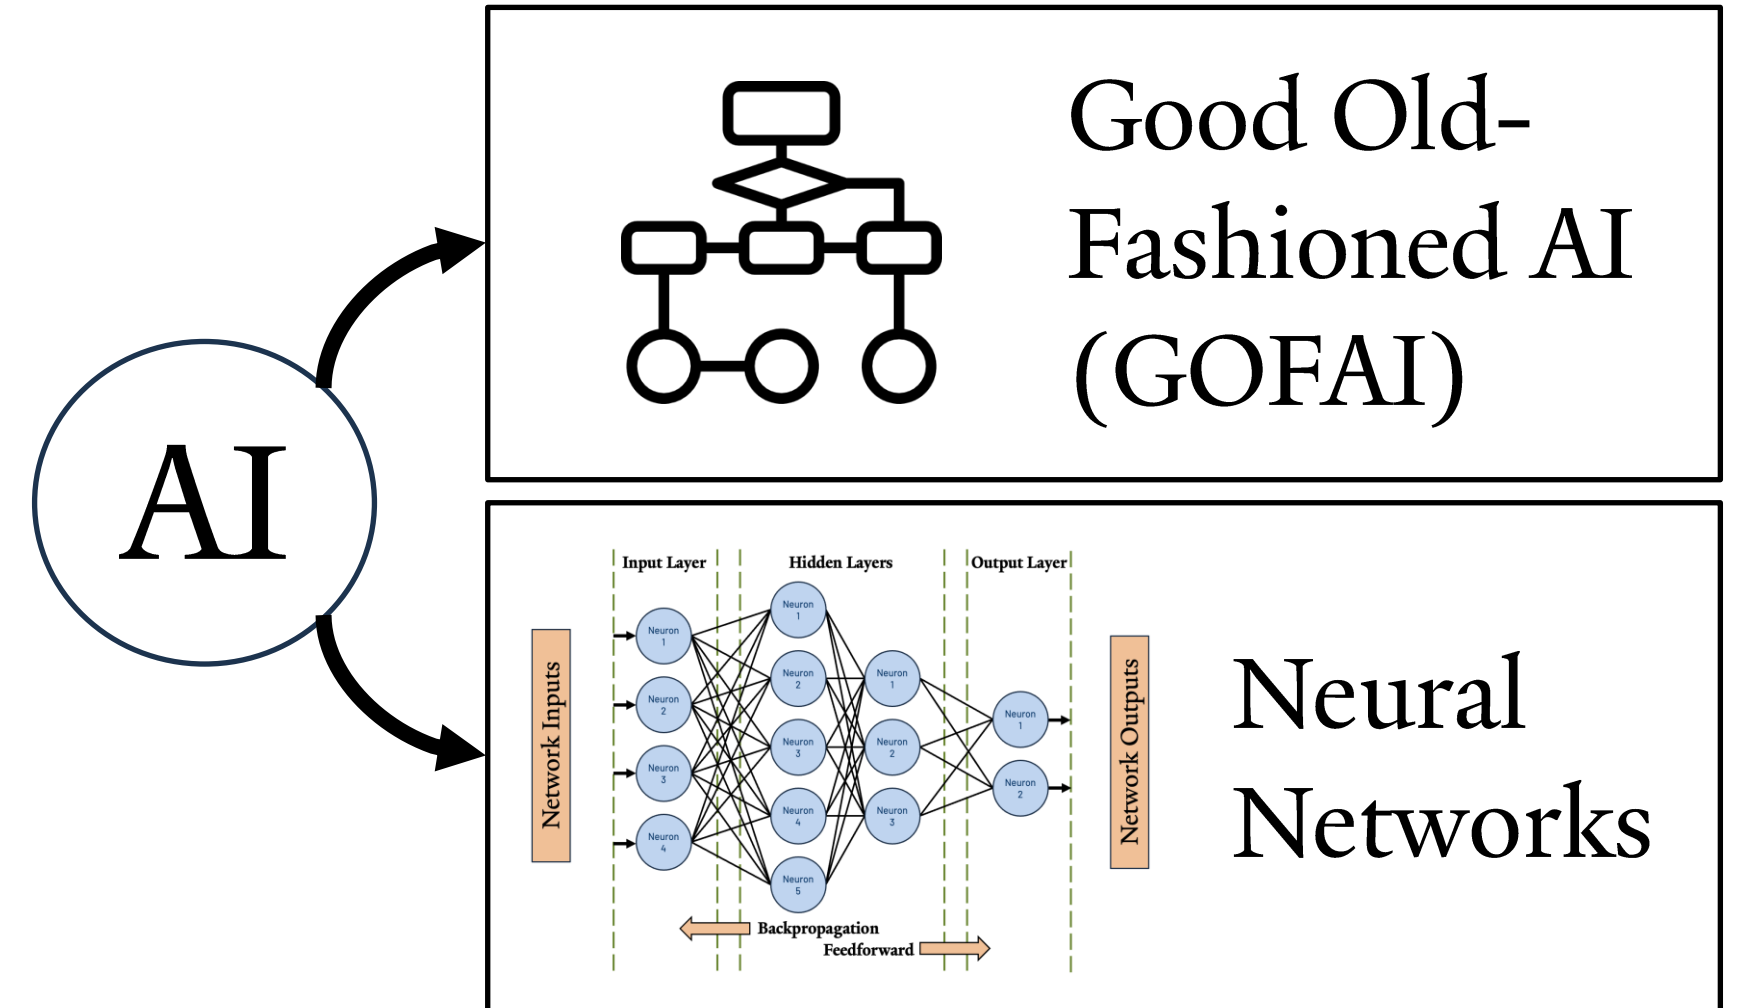 AI
Good Old-
Fashioned AI
(GOFAI)
Input Layer
Hidden Layers
Output Layer
Network Inputs
Neuron
1
Neuron
2
Neuron
3
Neuron
4
Neuron
1
Neuron
2
Neuron
3
Neuron
4
Neuron
5
Neuron
1
Neuron
2
Neuron
3
Neuron
1
Neuron
2
Network Outputs
Backpropagation
Feedforward
Neural
Networks